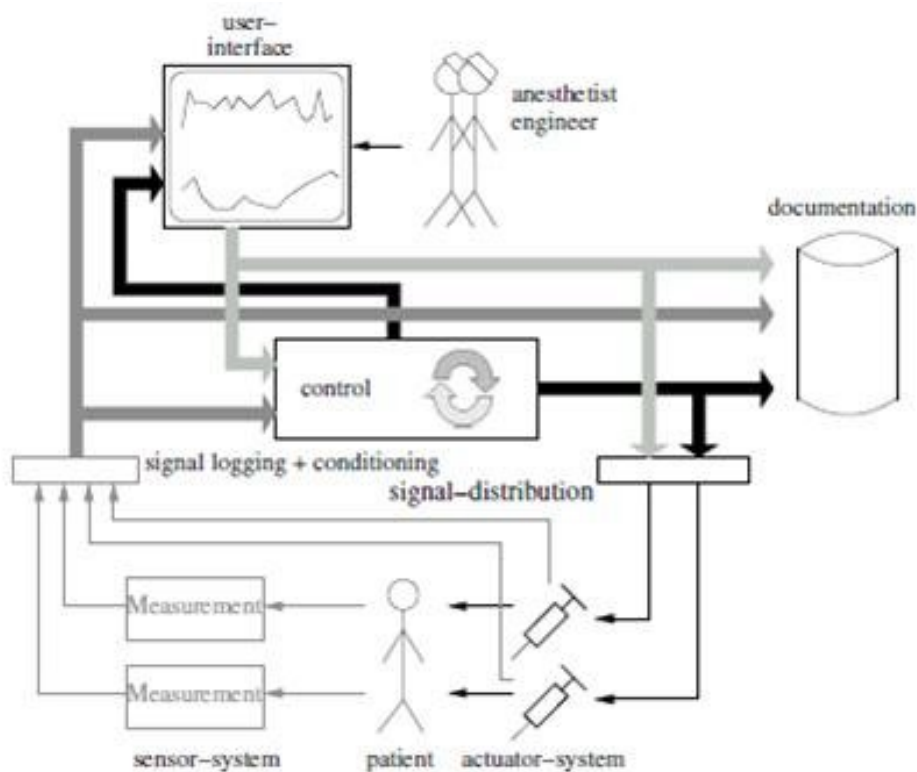 user–
interface
anesthetist
engineer
documentation
control
signal logging + conditioning
signal–distribution
Measurement
Measurement
sensor–system
patient
actuator–system